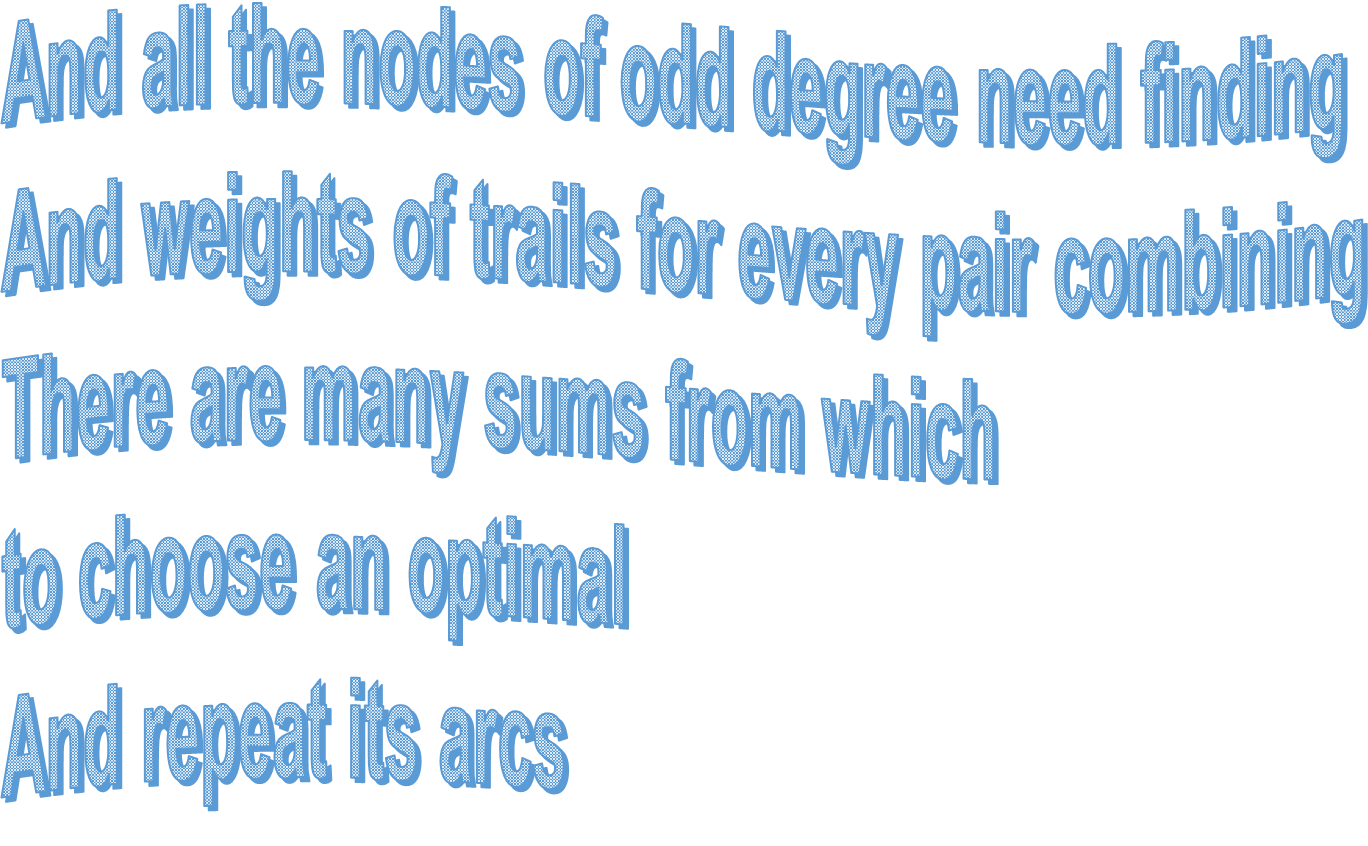 And all the nodes of odd degree need finding
And weights of trails for every pair combining
There are many sums from which
to choose an optimal
And repeat its arcs